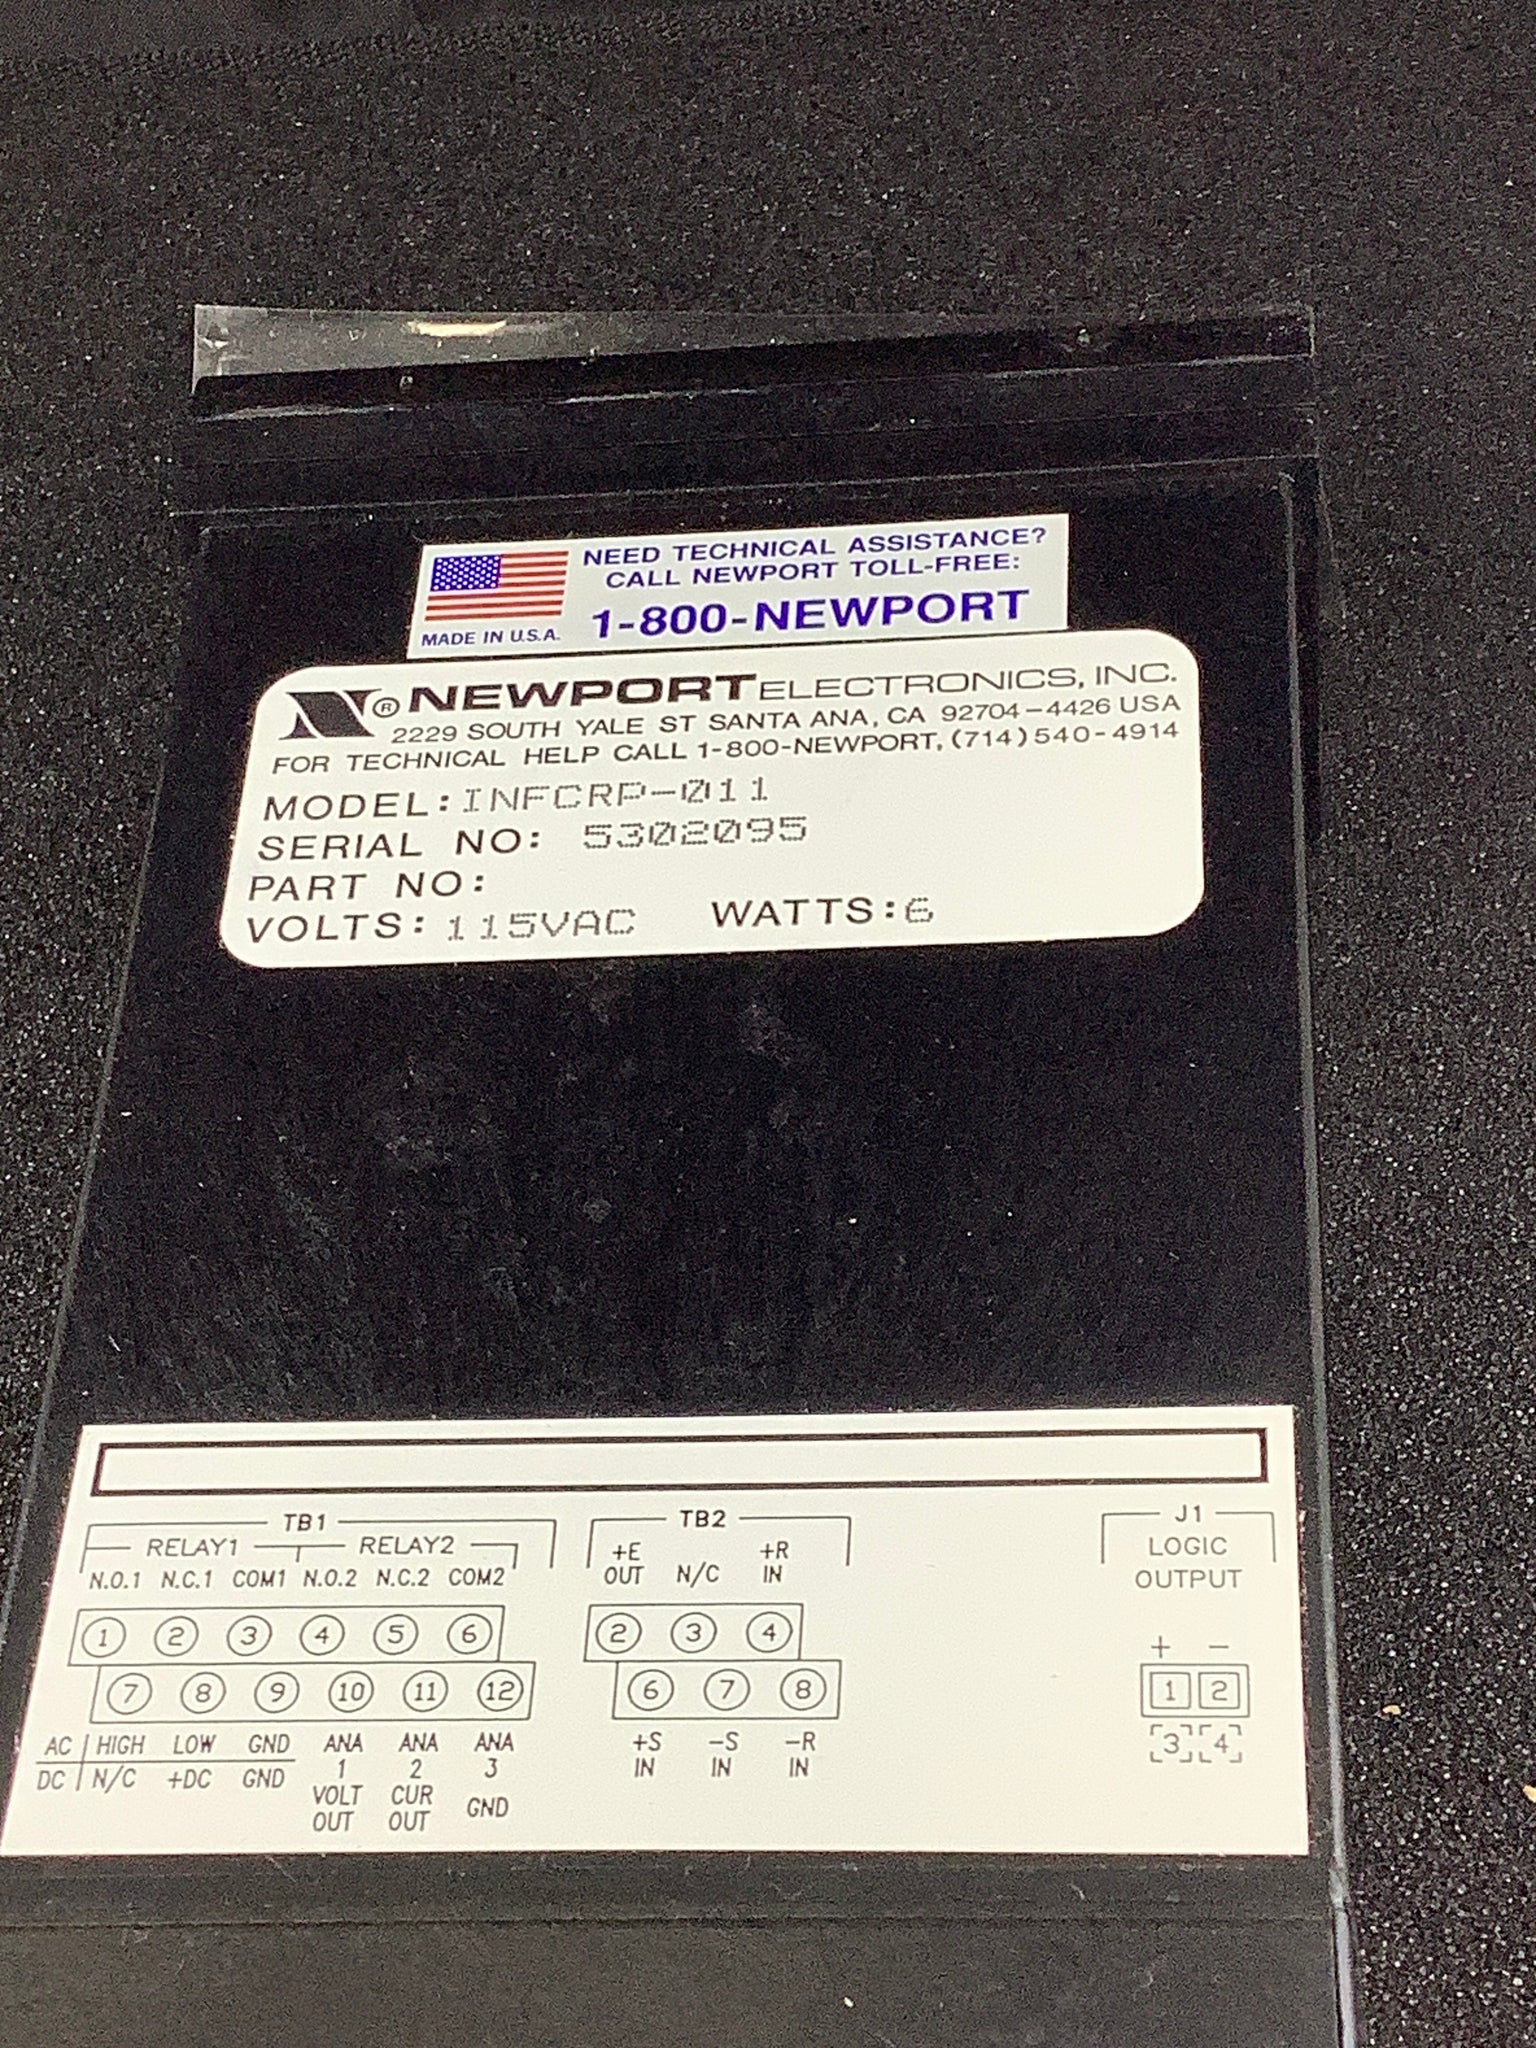 NEED TECHNICAL ASSISTANCE?
CALL NEWPORT TOLL-FREE:
1-800-NEWPORT
MADE IN U.S.A.
N® NEWPORT ELECTRONICS, INC.
2229 SOUTH YALE ST SANTA ANA, CA 92704-4426 USA
FOR TECHNICAL HELP CALL 1-800-NEWPORT, (714) 540-4914
MODEL: INFCRP-011
SERIAL NO: 5302095
PART NO:
VOLTS: 115VAC WATTS: 6
TB1
RELAY1 RELAY2
N.O.1 N.C.1 COM1 N.O.2 N.C.2 COM2
1 2 3 4 5 6
7 8 9 10 11 12
AC HIGH LOW GND ANA ANA ANA
DC N/C +DC GND 1 2 3
VOLT CUR GND
OUT OUT
TB2
+E N/C +R
OUT IN
2 3 4
6 7 8
+S -S -R
IN IN IN
J1
LOGIC
OUTPUT
+ -
1 2
3 4